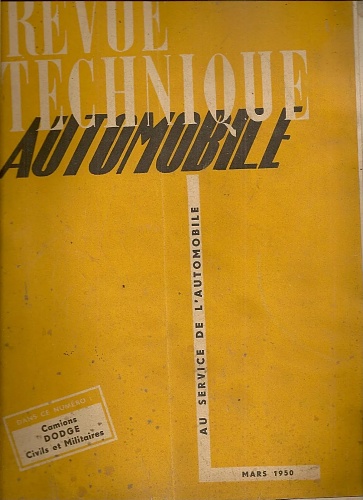 REVUE
TECHNIQUE
AUTOMOBILE
AU SERVICE DE L'AUTOMOBILE
DANS CE NUMÉRO
Camions
DODGE
Civils et Militaires
MARS 1950